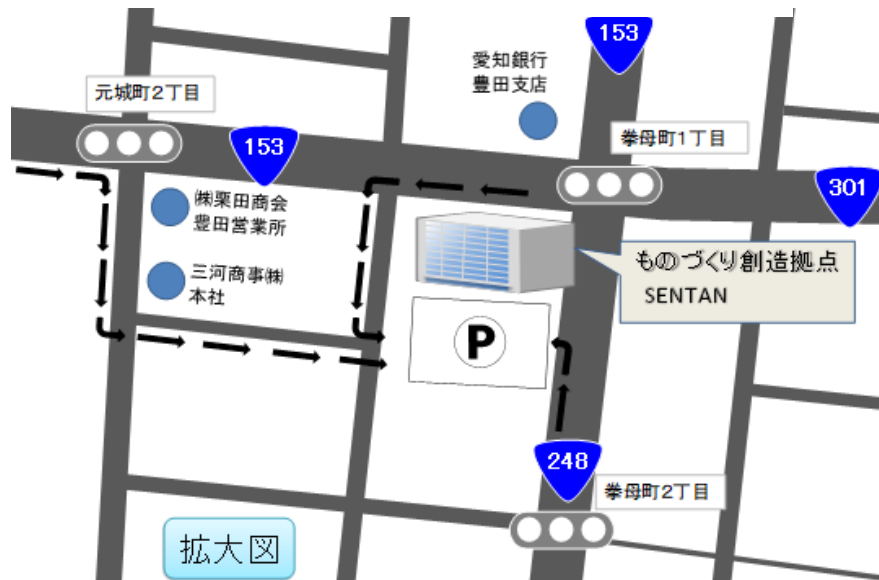 153
愛知銀行
豊田支店
元城町2丁目
挙母町1丁目
153
301
㈱栗田商会
豊田営業所
ものづくり創造拠点
SENTAN
三河商事㈱
本社
P
248
挙母町2丁目
拡大図